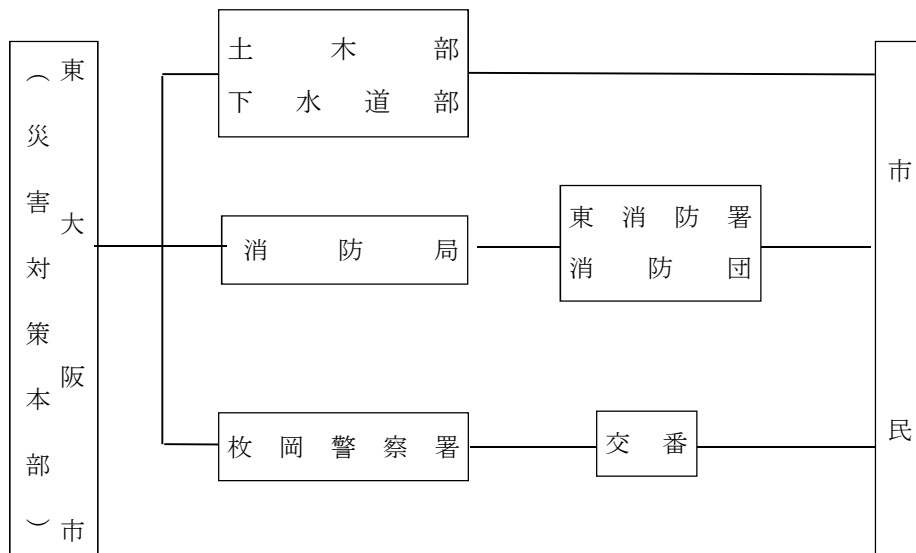 東大阪市
（災害対策本部）
土木部
下水道部
消防局
東消防署
消防団
枚岡警察署
交番
市民